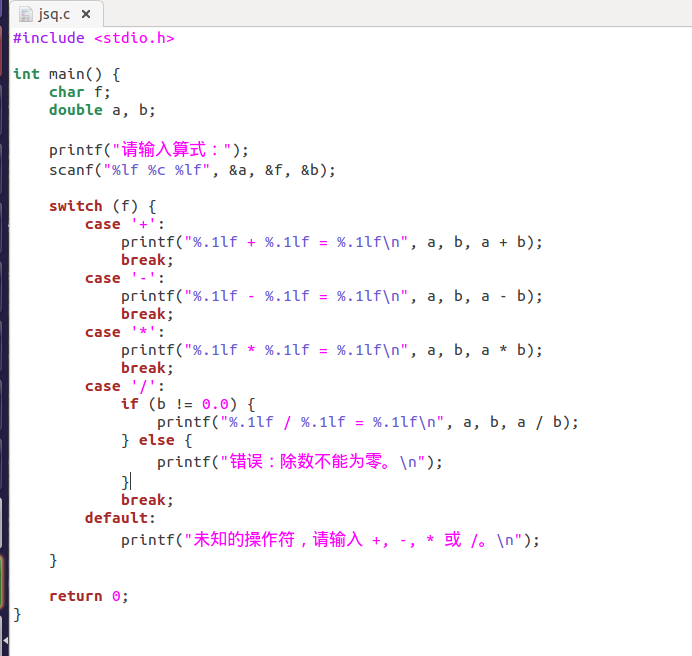 jsq.c ×
#include <stdio.h>
int main() {
    char f;
    double a, b;
    printf("请输入算式：");
    scanf("%lf %c %lf", &a, &f, &b);
    switch (f) {
        case '+':
            printf("%.1lf + %.1lf = %.1lf\n", a, b, a + b);
            break;
        case '-':
            printf("%.1lf - %.1lf = %.1lf\n", a, b, a - b);
            break;
        case '*':
            printf("%.1lf * %.1lf = %.1lf\n", a, b, a * b);
            break;
        case '/':
            if (b != 0.0) {
                printf("%.1lf / %.1lf = %.1lf\n", a, b, a / b);
            } else {
                printf("错误：除数不能为零。\n");
            }
            break;
        default:
            printf("未知的操作符，请输入 +, -, * 或 /。\n");
    }
    return 0;
}